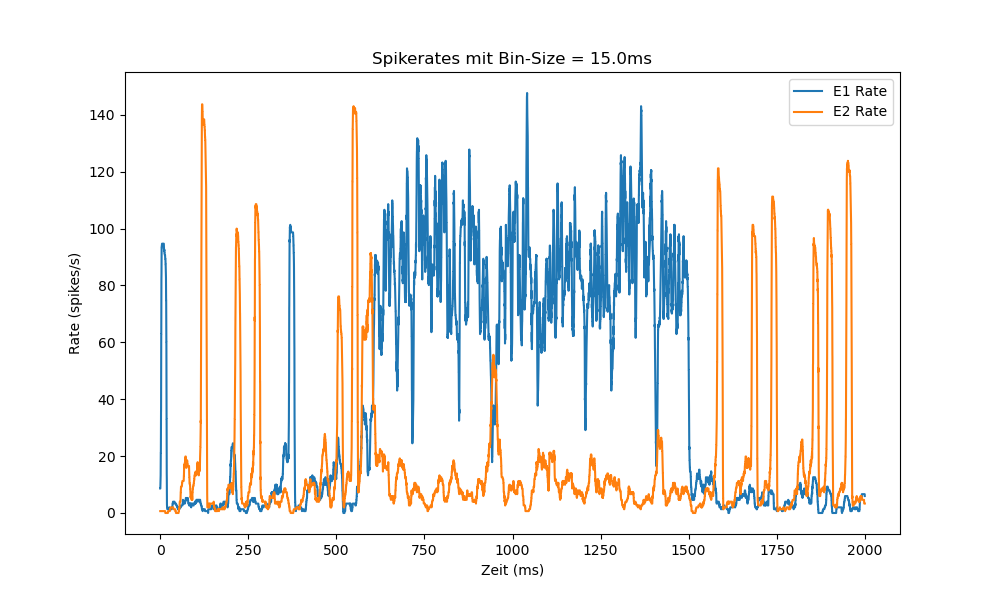 Spikerates mit Bin-Size = 15.0ms
E1 Rate
E2 Rate
Rate (spikes/s)
140
120
100
80
60
40
20
0
0 250 500 750 1000 1250 1500 1750 2000
Zeit (ms)